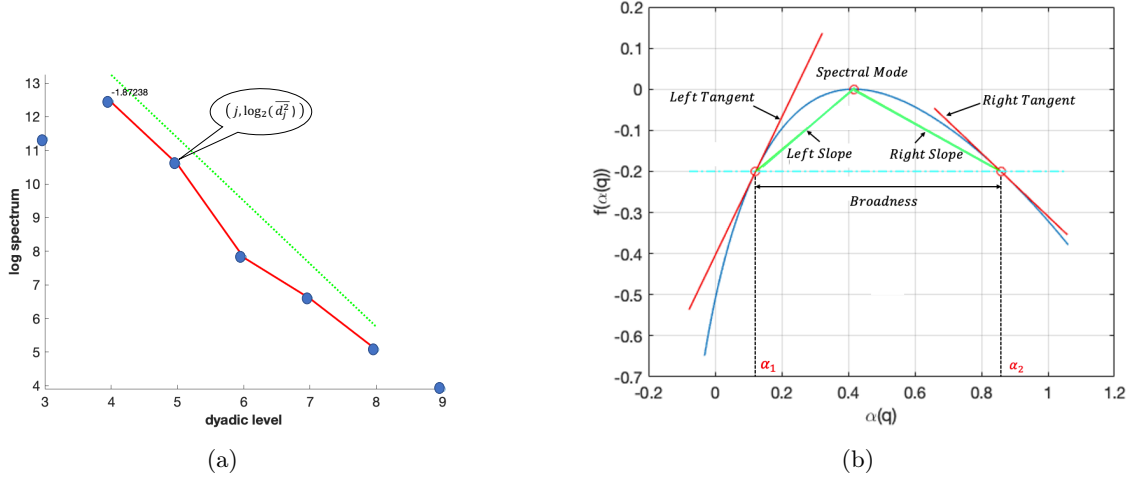 13
12
11
10
9
8
7
6
5
4
log spectrum
-1.87238
(j, log₂(d̅ⱼ²))
3
4
5
6
7
8
9
dyadic level
(a)
0.2
0.1
0
-0.1
-0.2
-0.3
-0.4
-0.5
-0.6
-0.7
f(α(q))
Spectral Mode
Left Tangent
Right Tangent
Left Slope
Right Slope
Broadness
α₁
α₂
-0.2
0
0.2
0.4
0.6
0.8
1
1.2
α(q)
(b)